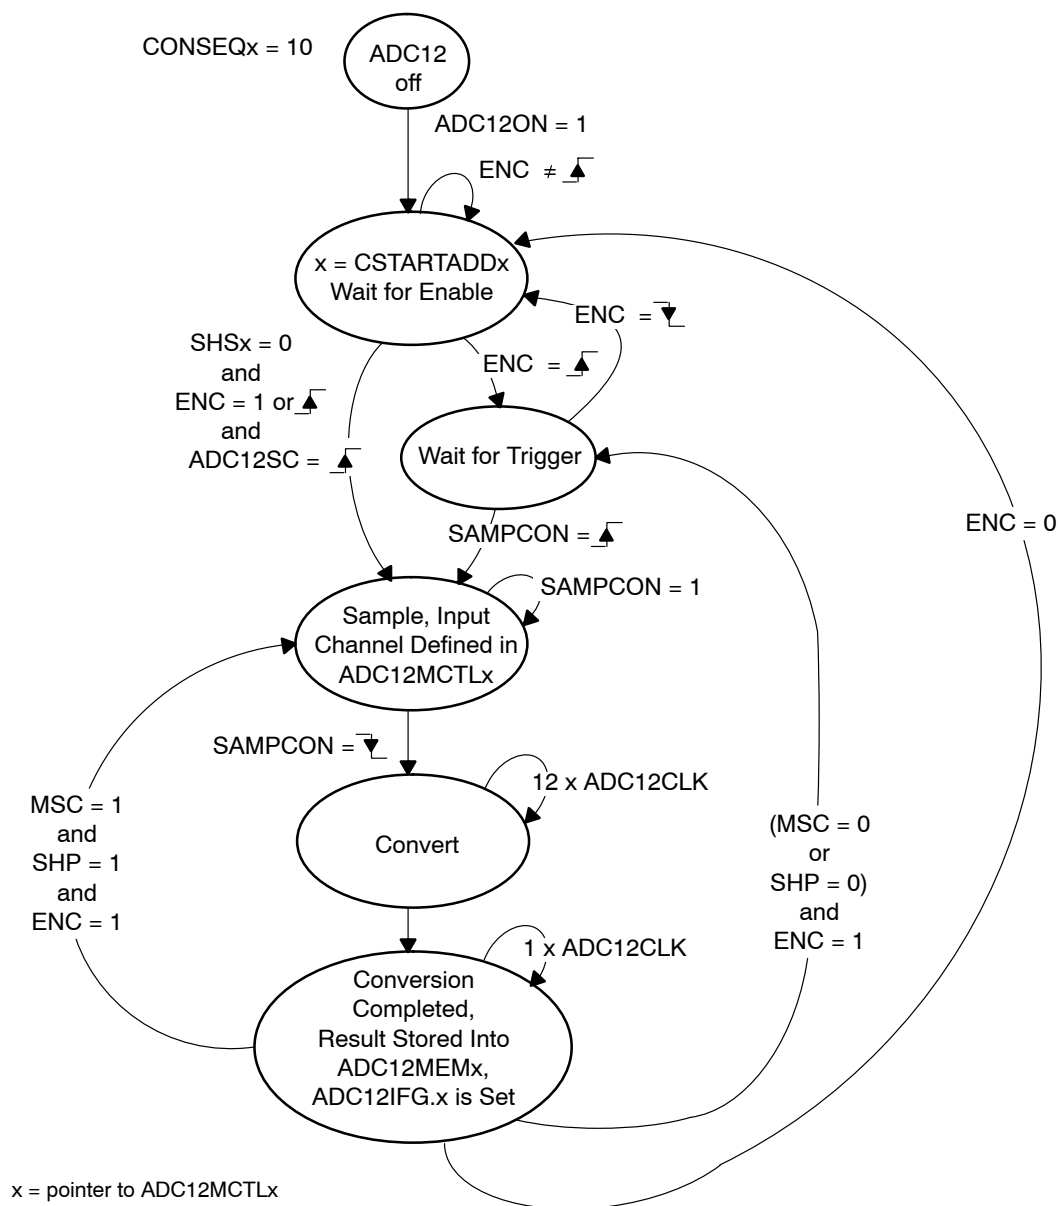 CONSEQx = 10
ADC12
off
ADC12ON = 1
ENC ≠
x = CSTARTADDx
Wait for Enable
ENC =
SHSx = 0
and
ENC = 1 or
and
ADC12SC =
ENC =
Wait for Trigger
ENC = 0
SAMPCON =
SAMPCON = 1
Sample, Input
Channel Defined in
ADC12MCTLx
SAMPCON =
12 x ADC12CLK
Convert
MSC = 1
and
SHP = 1
and
ENC = 1
(MSC = 0
or
SHP = 0)
and
ENC = 1
1 x ADC12CLK
Conversion
Completed,
Result Stored Into
ADC12MEMx,
ADC12IFG.x is Set
x = pointer to ADC12MCTLx